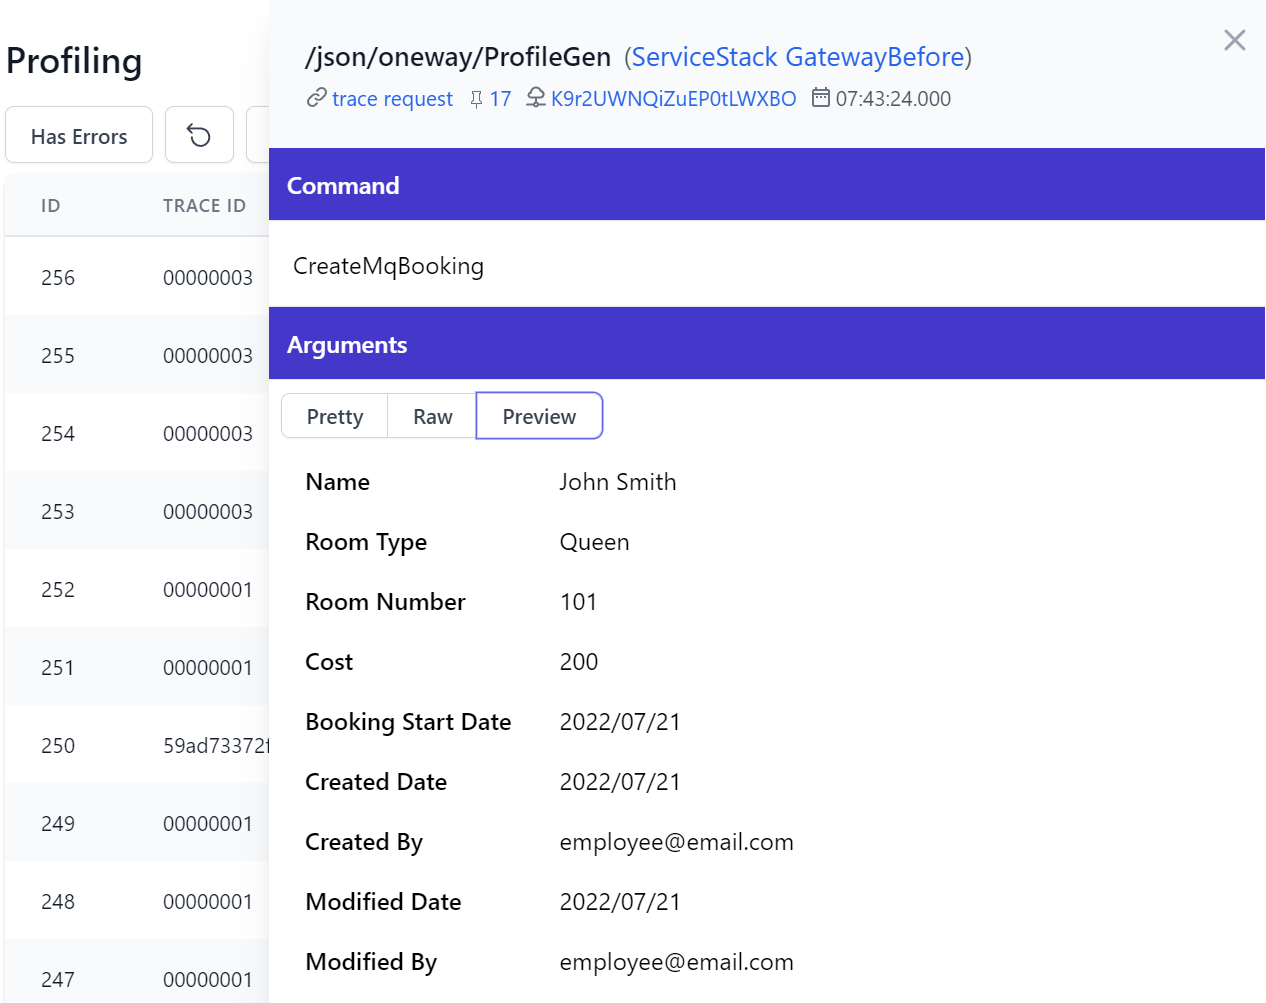 Profiling
Has Errors
ID TRACE ID
256 00000003
255 00000003
254 00000003
253 00000003
252 00000001
251 00000001
250 59ad73372f
249 00000001
248 00000001
247 00000001
/json/oneway/ProfileGen (ServiceStack GatewayBefore)
trace request 17 K9r2UWNQiZuEP0tLWXBO 07:43:24.000
Command
CreateMqBooking
Arguments
Pretty Raw Preview
Name John Smith
Room Type Queen
Room Number 101
Cost 200
Booking Start Date 2022/07/21
Created Date 2022/07/21
Created By employee@email.com
Modified Date 2022/07/21
Modified By employee@email.com